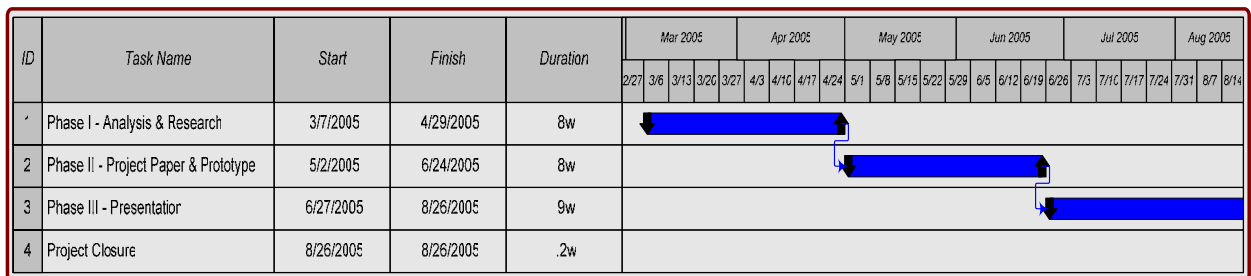 ID Task Name Start Finish Duration
Mar 2005 Apr 2005 May 2005 Jun 2005 Jul 2005 Aug 2005
2/27 3/6 3/13 3/20 3/27 4/3 4/10 4/17 4/24 5/1 5/8 5/15 5/22 5/29 6/5 6/12 6/19 6/26 7/3 7/10 7/17 7/24 7/31 8/7 8/14
1 Phase I - Analysis & Research 3/7/2005 4/29/2005 8w
2 Phase II - Project Paper & Prototype 5/2/2005 6/24/2005 8w
3 Phase III - Presentation 6/27/2005 8/26/2005 9w
4 Project Closure 8/26/2005 8/26/2005 .2w